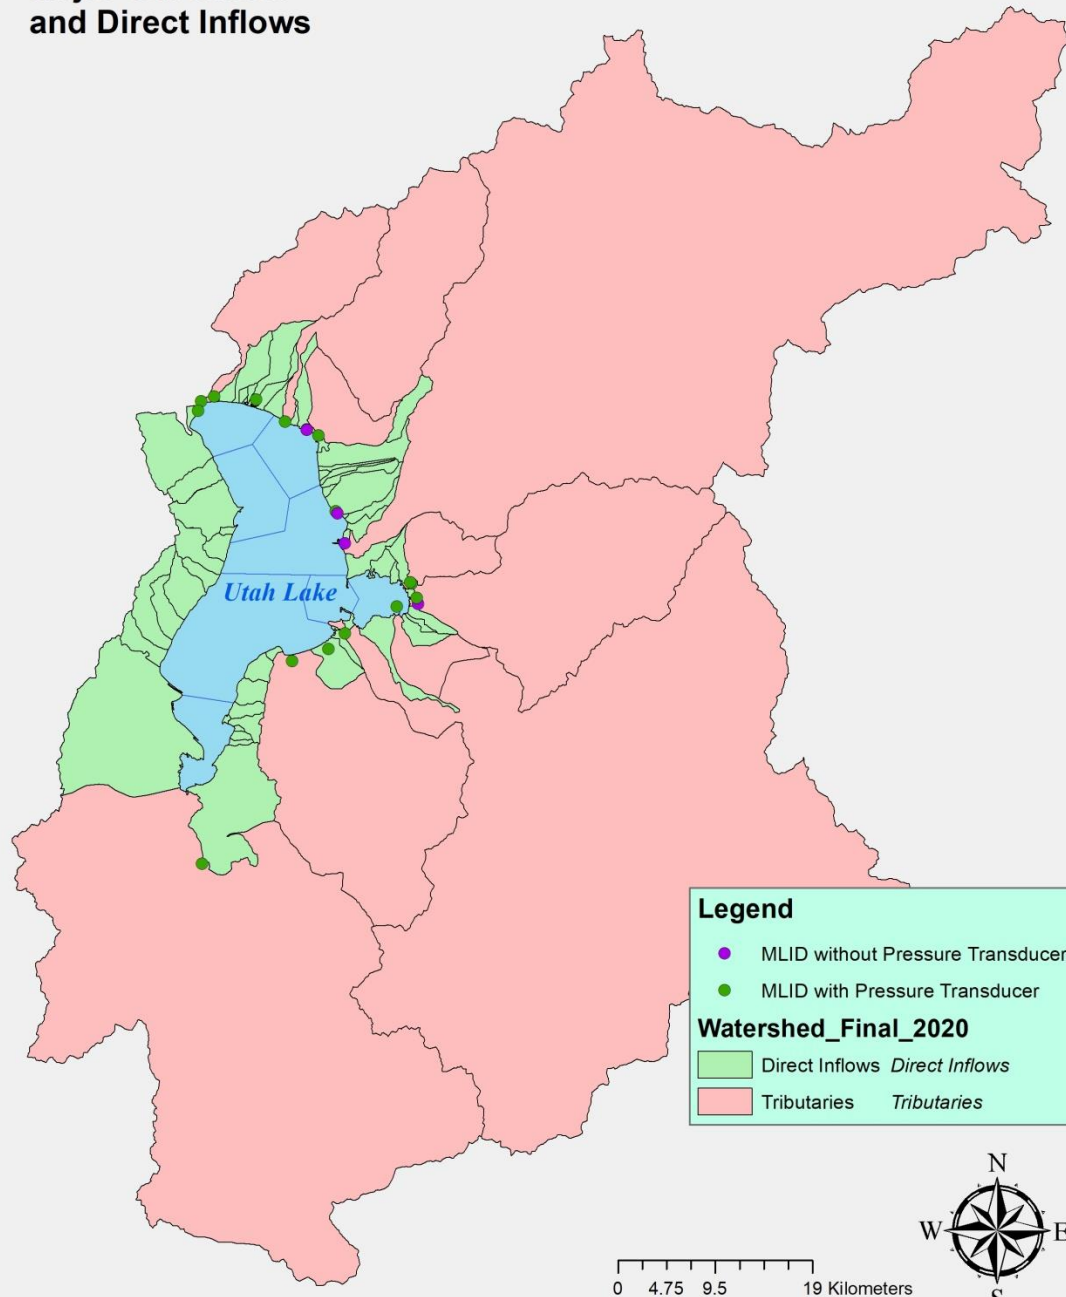 and Direct Inflows
Utah Lake
Legend
MLID without Pressure Transducer
MLID with Pressure Transducer
Watershed_Final_2020
Direct Inflows Direct Inflows
Tributaries Tributaries
N
W E
S
0 4.75 9.5 19 Kilometers